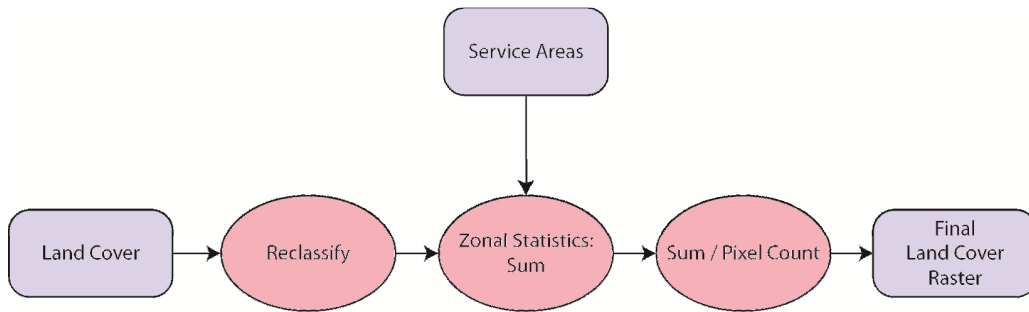 Service Areas
Land Cover
Reclassify
Zonal Statistics:
Sum
Sum / Pixel Count
Final
Land Cover
Raster